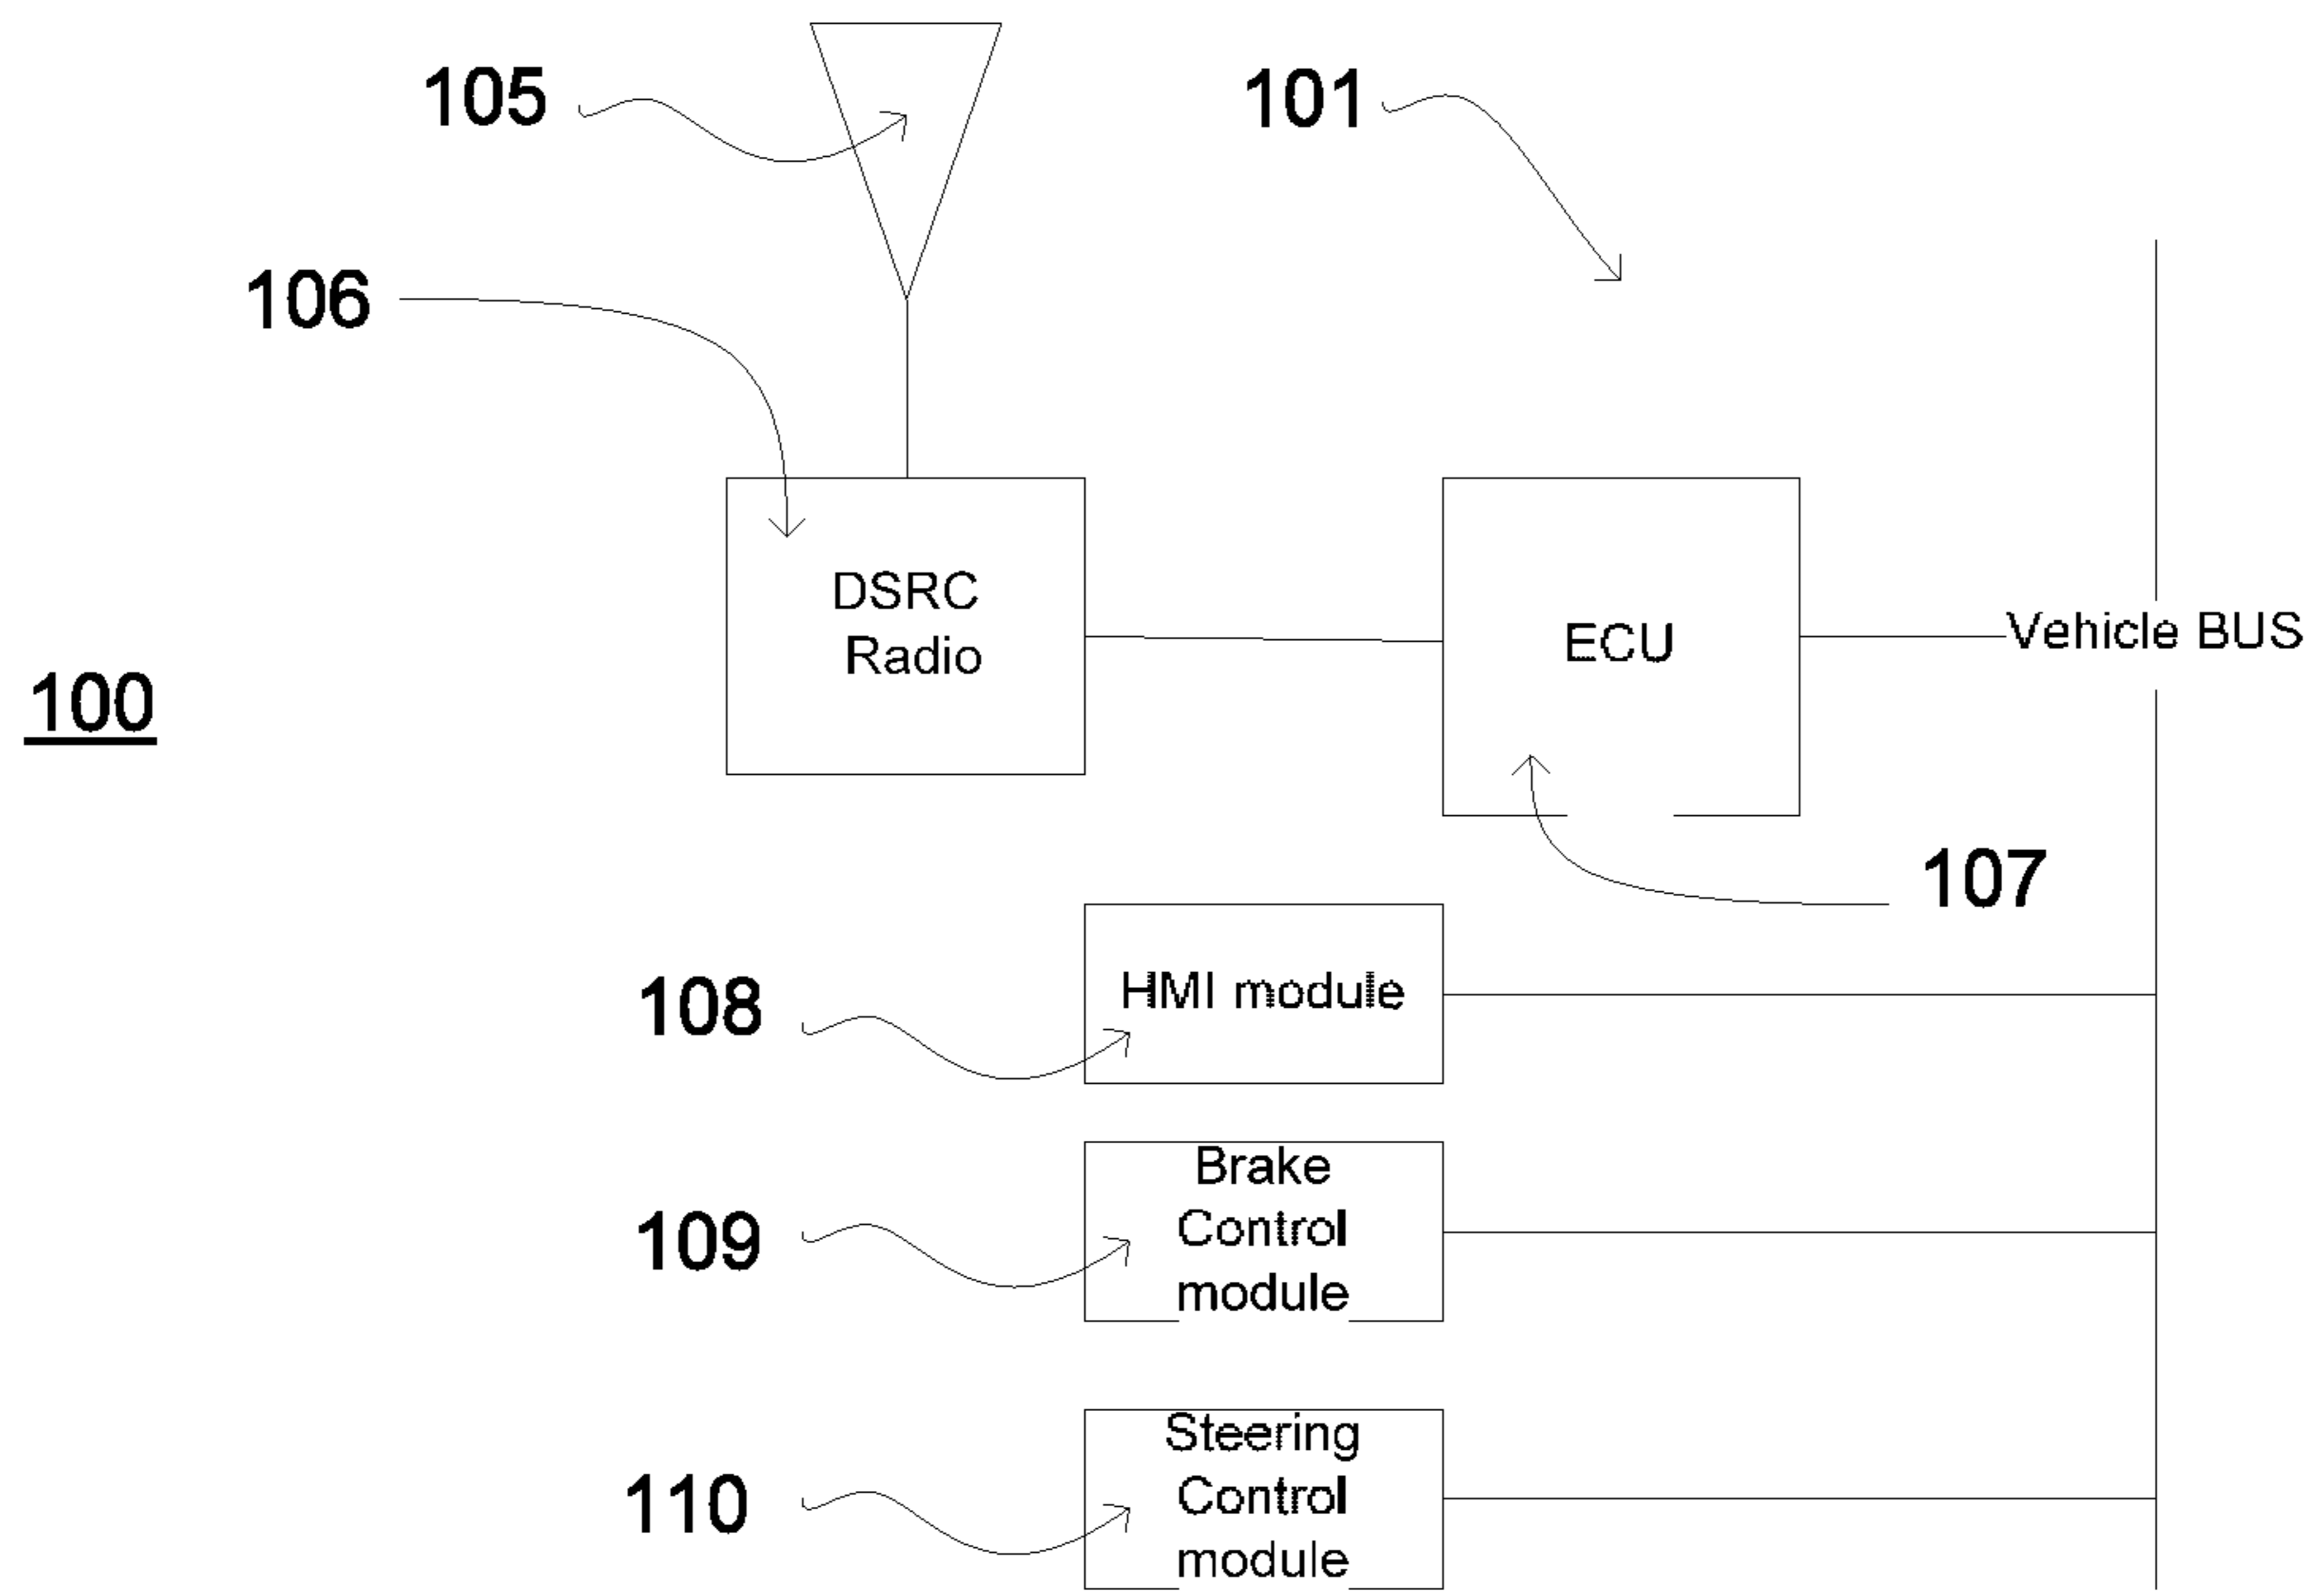 105
101
106
DSRC
Radio
ECU
Vehicle BUS
100
107
108
HMI module
109
Brake
Control
module
110
Steering
Control
module